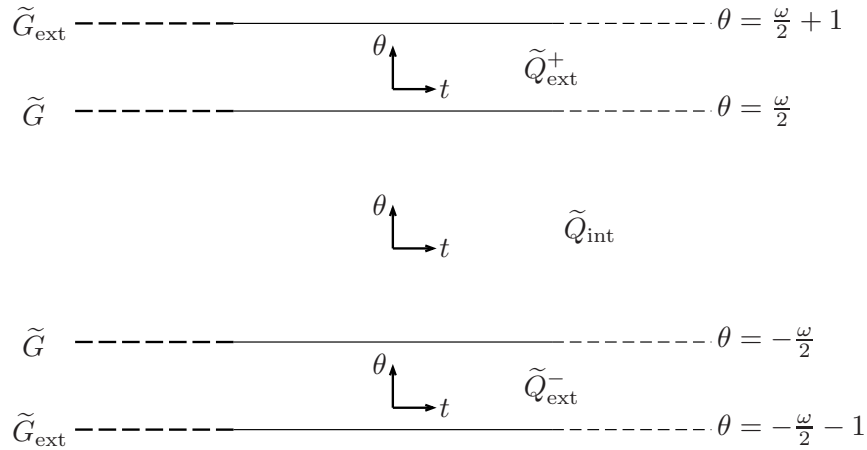 G̃_ext θ = ω/2 + 1
θ Q̃⁺_ext
t
G̃ θ = ω/2
θ Q̃_int
t
G̃ θ = −ω/2
θ Q̃⁻_ext
t
G̃_ext θ = −ω/2 − 1